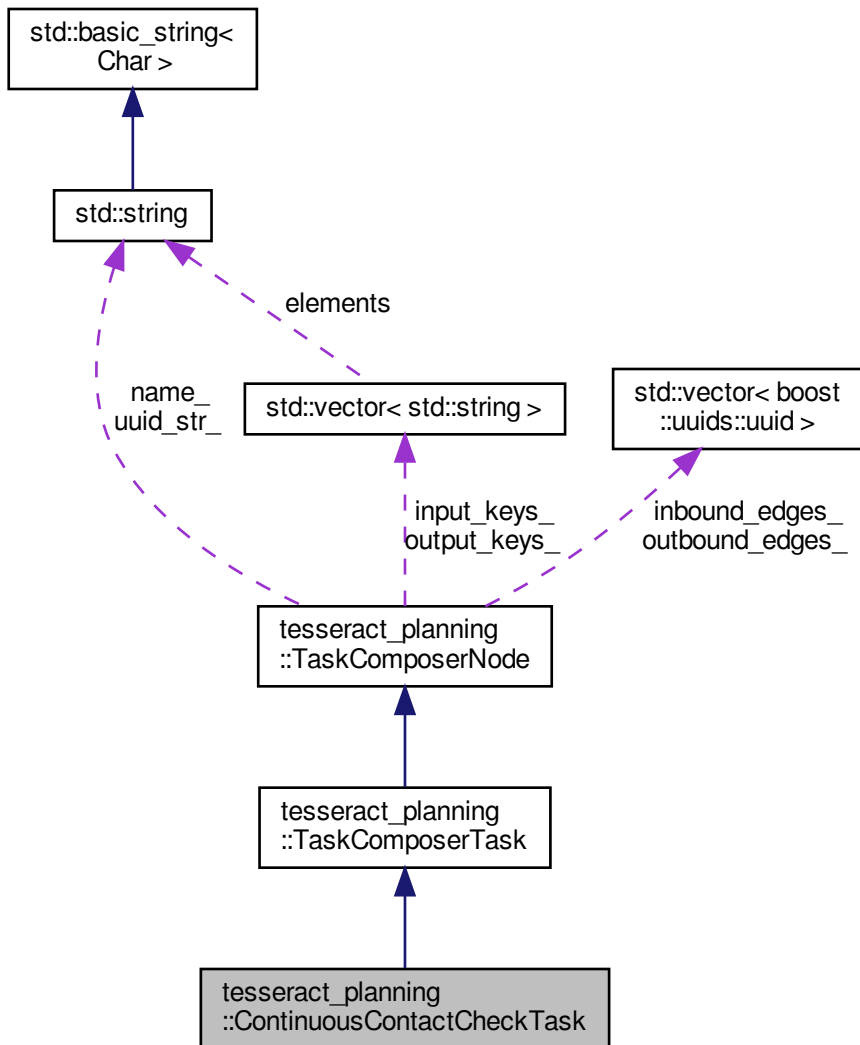 std::basic_string<
Char >
std::string
elements
name_
uuid_str_
std::vector< std::string >
std::vector< boost
::uuids::uuid >
input_keys_
output_keys_
inbound_edges_
outbound_edges_
tesseract_planning
::TaskComposerNode
tesseract_planning
::TaskComposerTask
tesseract_planning
::ContinuousContactCheckTask